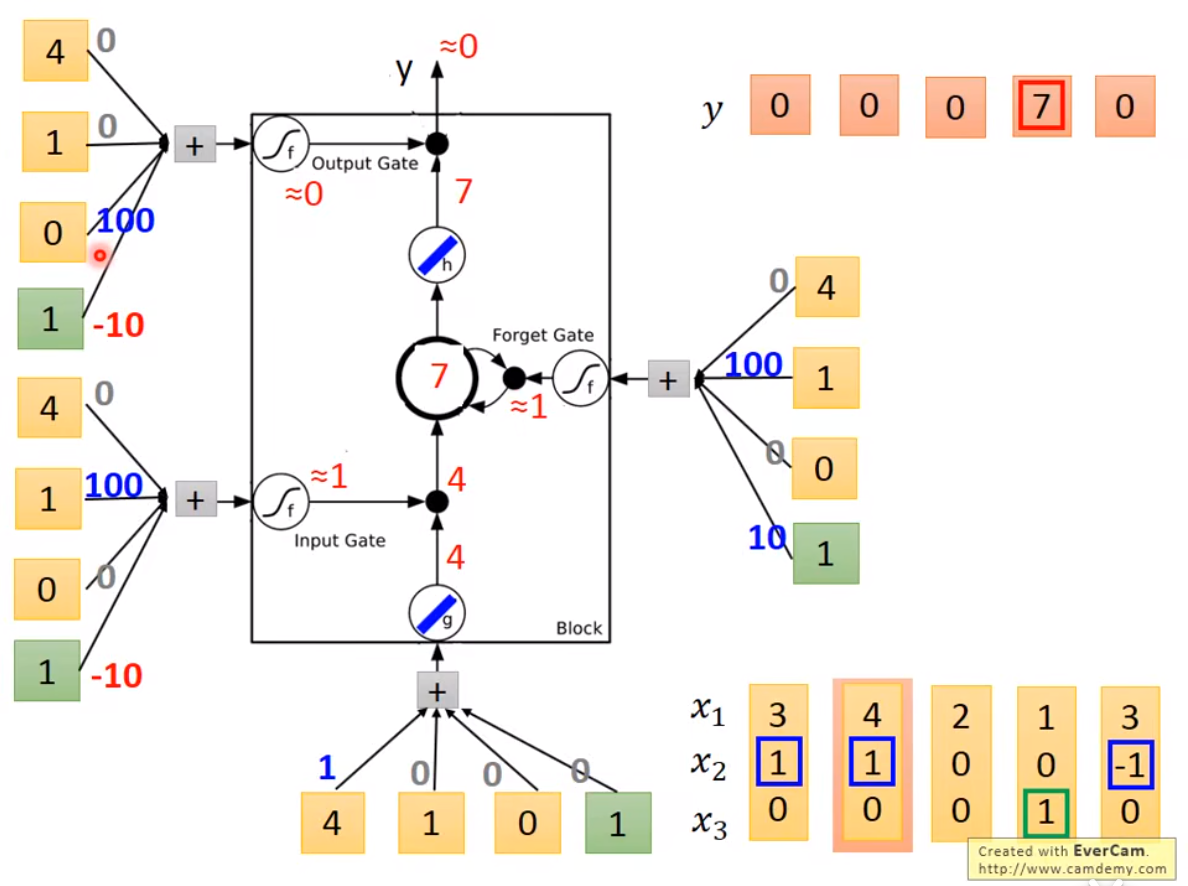 4 0
1 0
0 100
1 -10
4 0
1 100
0 0
1 -10
+
+
y ≈0
f
Output Gate
≈0
7
h
Forget Gate
7
f
≈1
≈1
4
f
Input Gate
4
g
Block
+
1 0 0 0
4 1 0 1
y 0 0 0 7 0
+
0 4
100 1
0 0
10 1
x₁ 3 4 2 1 3
x₂ 1 1 0 0 -1
x₃ 0 0 0 1 0
Created with EverCam.
http://www.camdemy.com